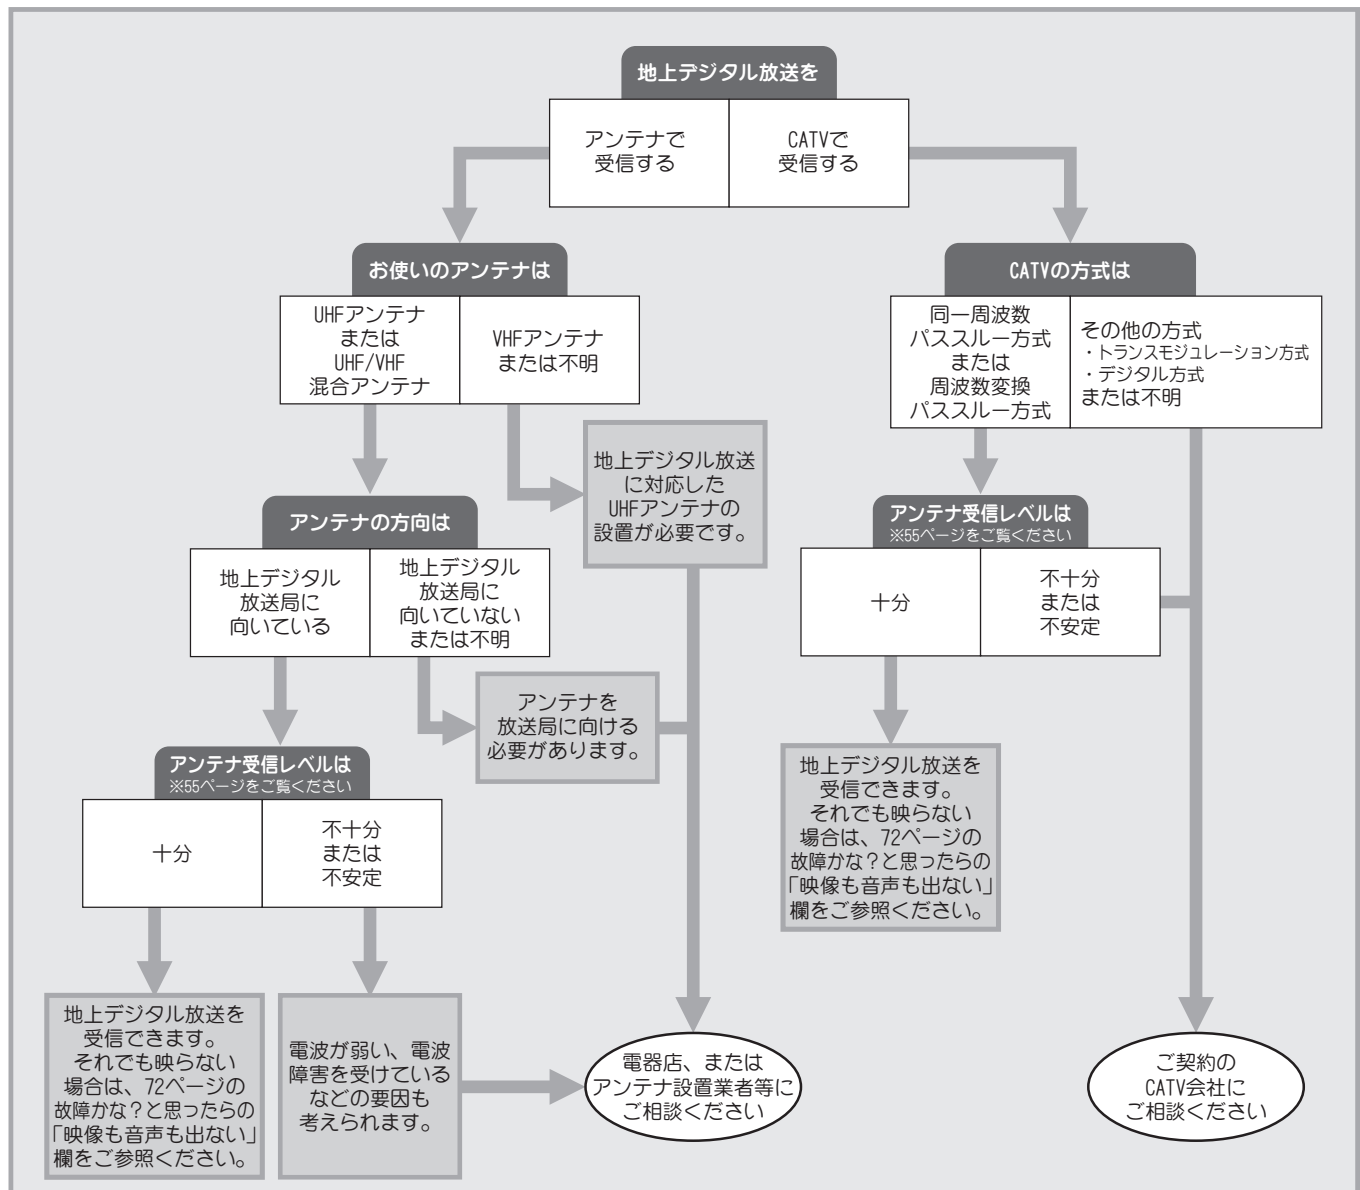 地上デジタル放送を
アンテナで
受信する
CATVで
受信する
お使いのアンテナは
UHFアンテナ
または
UHF/VHF
混合アンテナ
VHFアンテナ
または不明
地上デジタル放送
に対応した
UHFアンテナの
設置が必要です。
アンテナの方向は
地上デジタル
放送局に
向いている
地上デジタル
放送局に
向いていない
または不明
アンテナを
放送局に向ける
必要があります。
アンテナ受信レベルは
※55ページをご覧ください
十分
不十分
または
不安定
地上デジタル放送を
受信できます。
それでも映らない
場合は、72ページの
故障かな？と思ったらの
「映像も音声も出ない」
欄をご参照ください。
電波が弱い、電波
障害を受けている
などの要因も
考えられます。
電器店、または
アンテナ設置業者等に
ご相談ください
CATVの方式は
同一周波数
パススルー方式
または
周波数変換
パススルー方式
その他の方式
・トランスモジュレーション方式
・デジタル方式
または不明
アンテナ受信レベルは
※55ページをご覧ください
十分
不十分
または
不安定
地上デジタル放送を
受信できます。
それでも映らない
場合は、72ページの
故障かな？と思ったらの
「映像も音声も出ない」
欄をご参照ください。
ご契約の
CATV会社に
ご相談ください